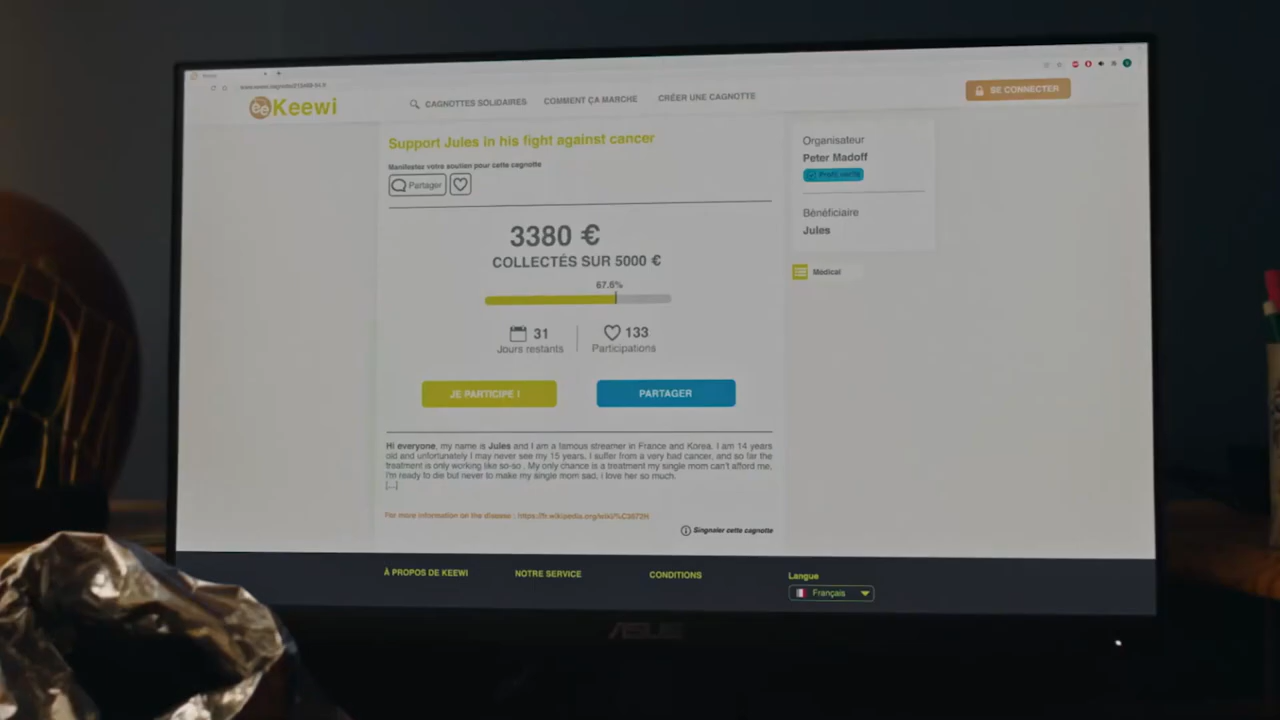 Keewi
CAGNOTTES SOLIDAIRES
COMMENT ÇA MARCHE
CRÉER UNE CAGNOTTE
SE CONNECTER
Support Jules in his fight against cancer
Manifestez votre soutien pour cette cagnotte
Partager
3380 €
COLLECTÉS SUR 5000 €
67.6%
31
Jours restants
133
Participations
JE PARTICIPE !
PARTAGER
Hi everyone, my name is Jules and I am a famous streamer in France and Korea. I am 14 years
old and unfortunately I may never see my 15 years. I suffer from a very bad cancer, and so far the
treatment is only working like so-so . My only chance is a treatment my single mom can't afford me,
I'm ready to die but never to make my single mom sad, i love her so much.
[...]
For more information on the disease :
Singnaler cette cagnotte
Organisateur
Peter Madoff
Profil vérifié
Bénéficiaire
Jules
Médical
À PROPOS DE KEEWI
NOTRE SERVICE
CONDITIONS
Langue
Français
ASUS